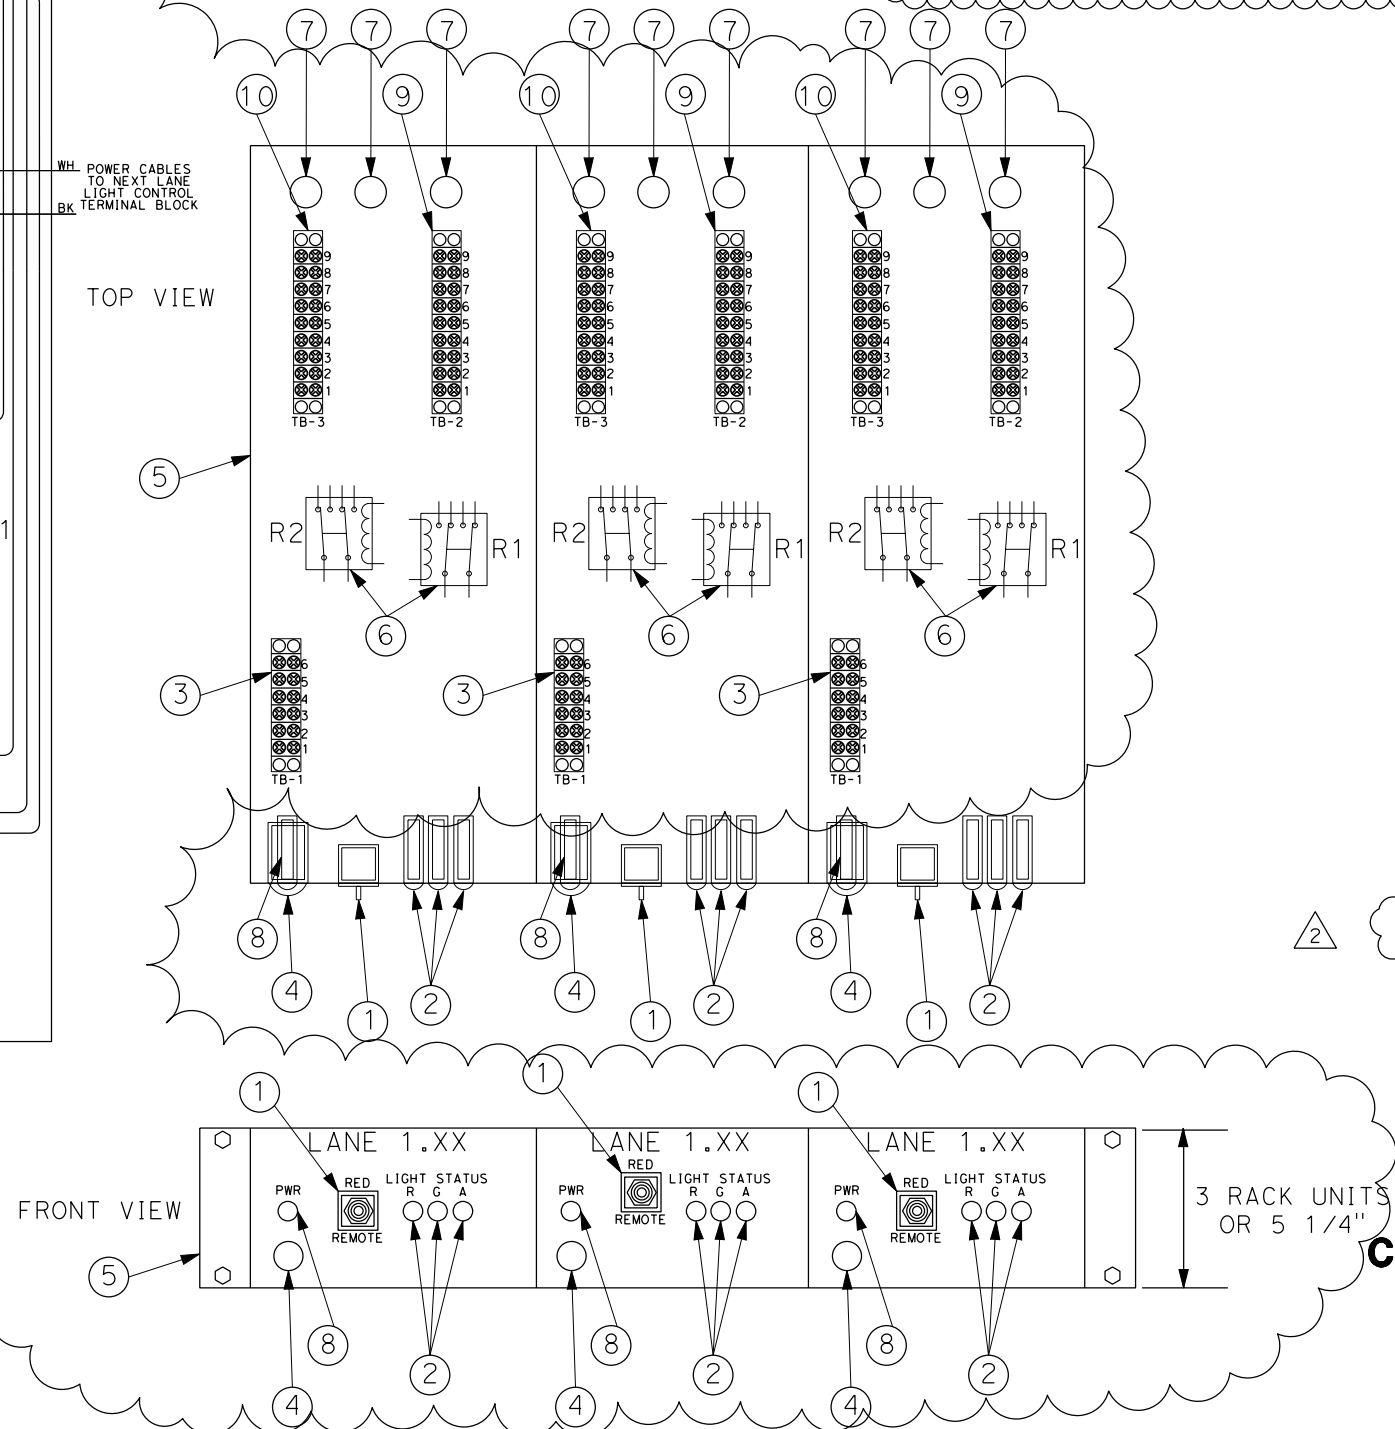 7 7 7 7 7 7 7 7 7
10 9 10 9 10 9
WH POWER CABLES
TO NEXT LANE
LIGHT CONTROL
BK TERMINAL BLOCK
TOP VIEW
9 9 9 9 9 9
8 8 8 8 8 8
7 7 7 7 7 7
6 6 6 6 6 6
5 5 5 5 5 5
4 4 4 4 4 4
3 3 3 3 3 3
2 2 2 2 2 2
1 1 1 1 1 1
TB-3 TB-2 TB-3 TB-2 TB-3 TB-2
5
1
R2 R1 R2 R1 R2 R1
6 6 6
6 6 6
5 5 5
3 3 3
4 4 4
3 3 3
2 2 2
1 1 1
TB-1 TB-1 TB-1
8 8 8
2
4 4 4
2 2 2
1 1 1
1 1 1
LANE 1.XX LANE 1.XX LANE 1.XX
PWR RED LIGHT STATUS
R G A
REMOTE
PWR RED LIGHT STATUS
R G A
REMOTE
PWR RED LIGHT STATUS
R G A
REMOTE
FRONT VIEW
3 RACK UNITS
OR 5 1/4"
C
5
8 8 8
2 2 2
4 4 4